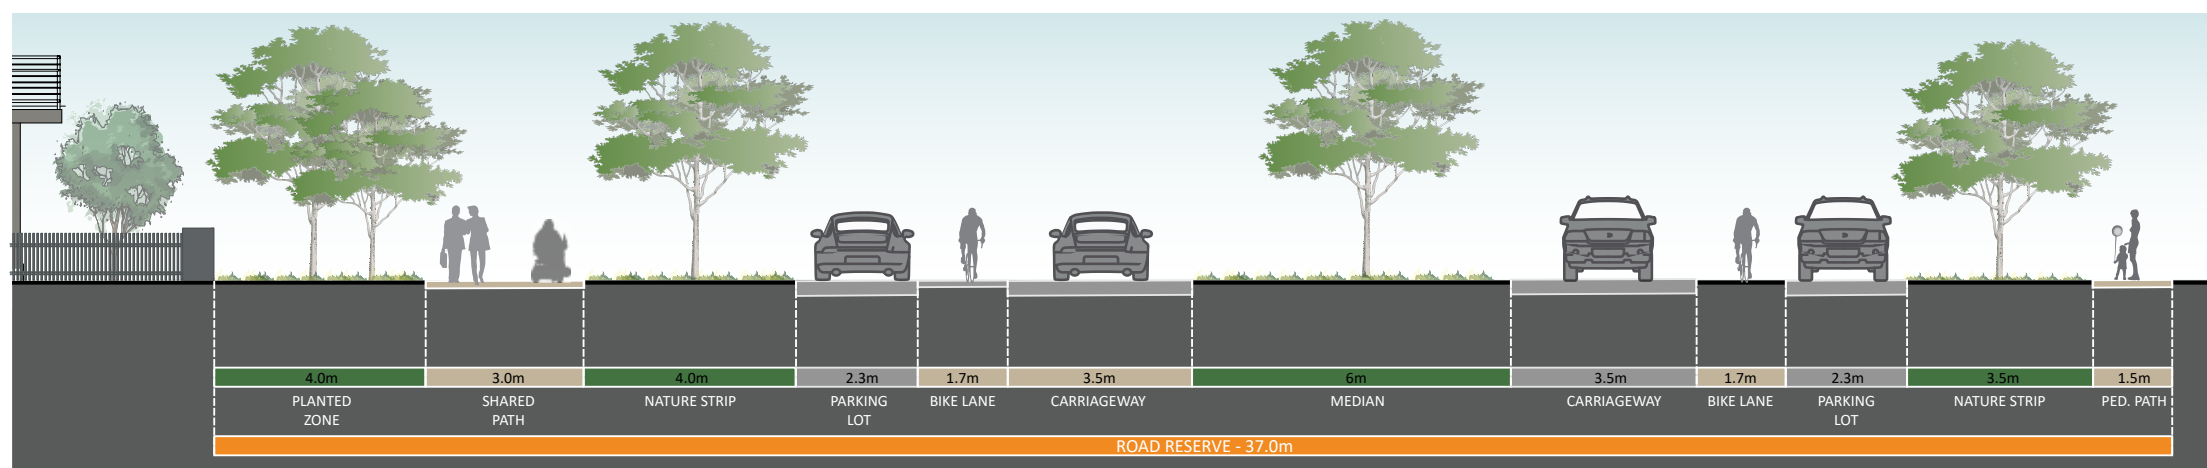 4.0m 3.0m 4.0m 2.3m 1.7m 3.5m 6m 3.5m 1.7m 2.3m 3.5m 1.5m
PLANTED SHARED NATURE STRIP PARKING BIKE LANE CARRIAGEWAY MEDIAN CARRIAGEWAY BIKE LANE PARKING NATURE STRIP PED. PATH
ZONE PATH LOT LOT
ROAD RESERVE - 37.0m